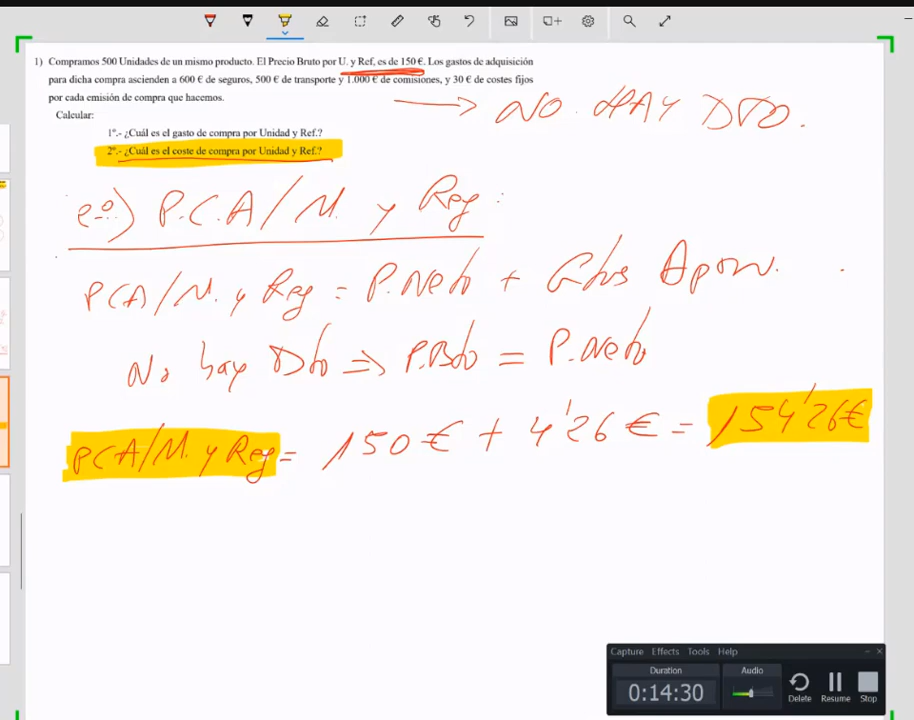 1) Compramos 500 Unidades de un mismo producto. El Precio Bruto por U. y Ref, es de 150 €. Los gastos de adquisición
para dicha compra ascienden a 600 € de seguros, 500 € de transporte y 1.000 € de comisiones, y 30 € de costes fijos
por cada emisión de compra que hacemos.
NO HAY DTO.
Calcular:
1º.- ¿Cuál es el gasto de compra por Unidad y Ref.?
2º.- ¿Cuál es el coste de compra por Unidad y Ref.?
P.C.A/M. y Reg :
PCA/M. y Reg = P.Neto + Gtos Aprov.
No hay Dto => P.Bto = P.Neto
PCA/M. y Reg = 150 € + 4'26 € = 154'26 €
Capture Effects Tools Help
Duration Audio
0:14:30
Delete Resume Stop